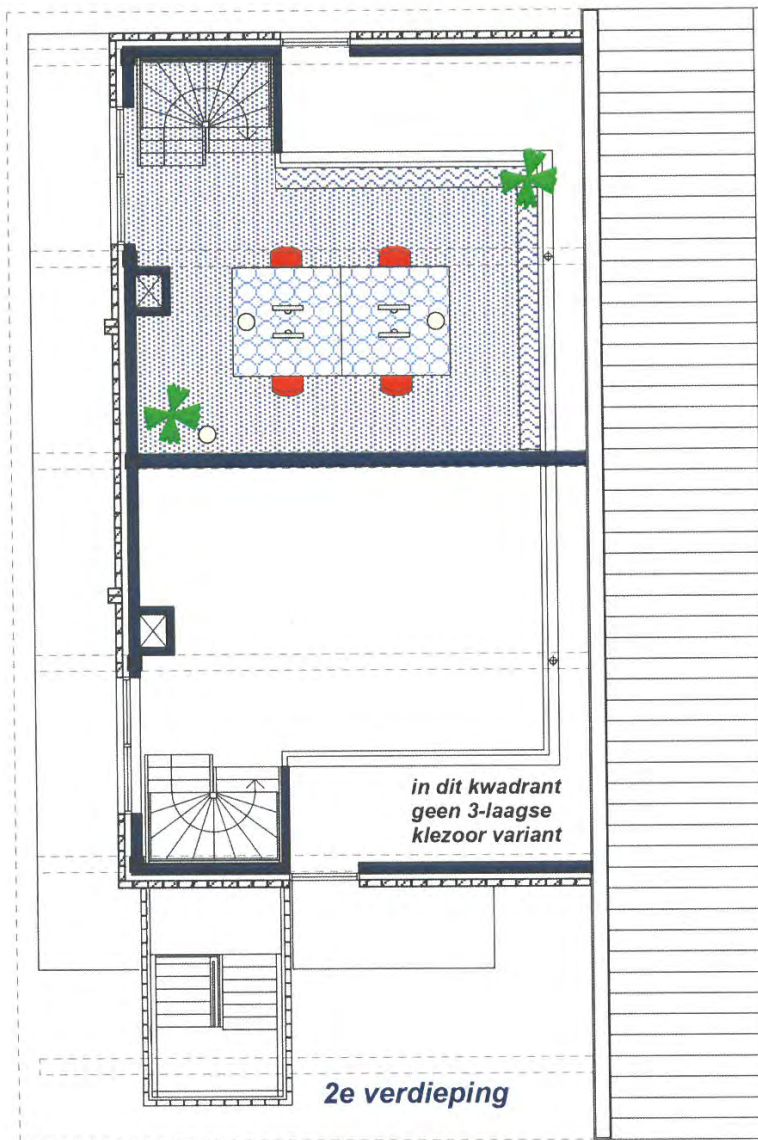 in dit kwadrant
geen 3-laagse
klezoor variant
2e verdieping